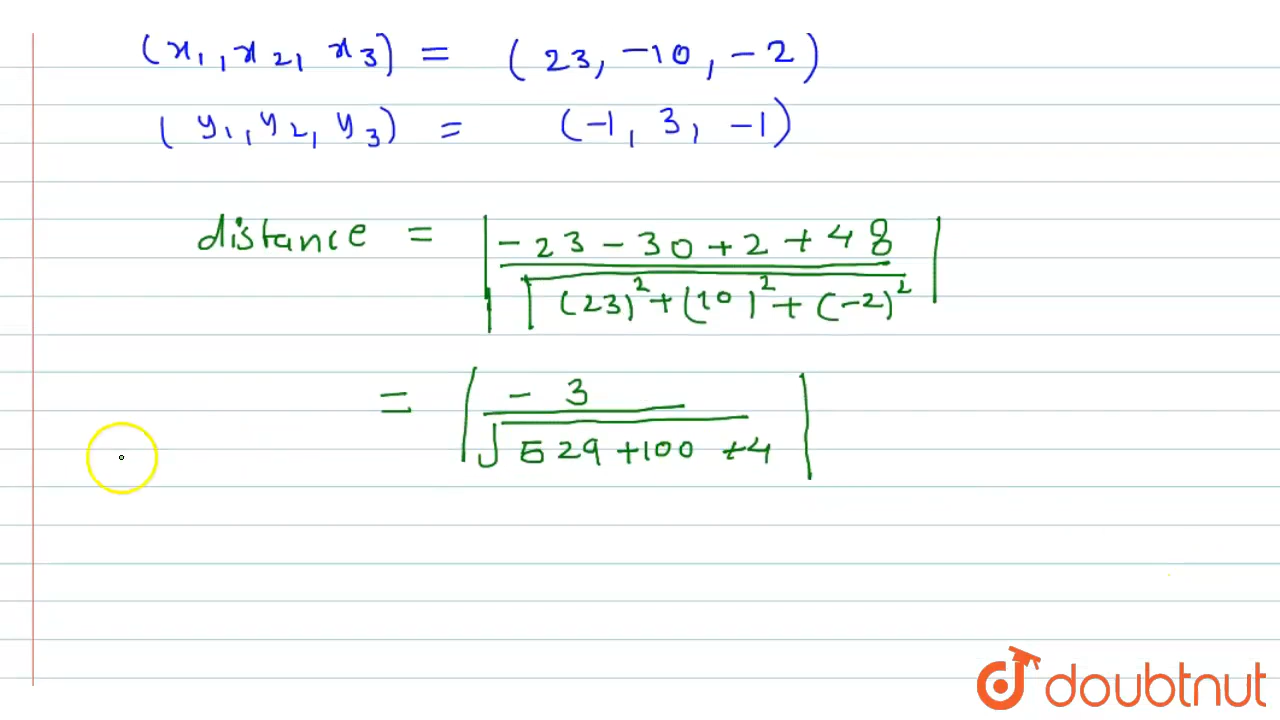 (x₁, x₂, x₃) = (23, -10, -2)
(y₁, y₂, y₃) = (-1, 3, -1)
distance = | -23 - 30 + 2 + 48 / √((23)² + (10)² + (-2)²) |
= | -3 / √(529 + 100 + 4) |
doubtnut